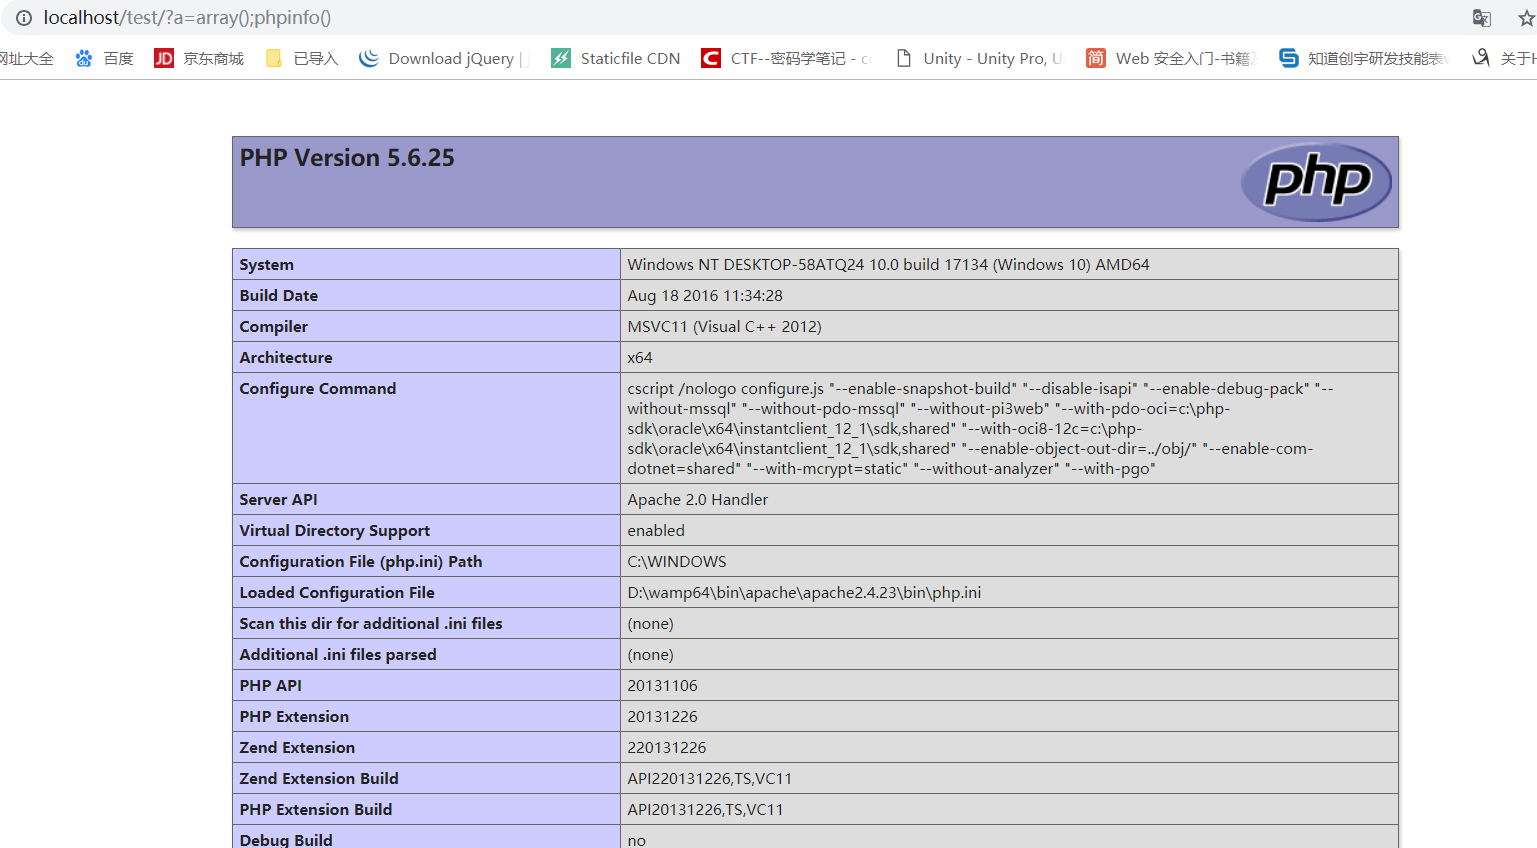 localhost/test/?a=array();phpinfo()
网址大全 百度 JD 京东商城 已导入 Download jQuery | Staticfile CDN C CTF--密码学笔记 - Unity - Unity Pro, U 简 Web 安全入门-书籍 知道创宇研发技能表v 关于H
PHP Version 5.6.25
php
System Windows NT DESKTOP-58ATQ24 10.0 build 17134 (Windows 10) AMD64
Build Date Aug 18 2016 11:34:28
Compiler MSVC11 (Visual C++ 2012)
Architecture x64
Configure Command cscript /nologo configure.js "--enable-snapshot-build" "--disable-isapi" "--enable-debug-pack" "--
without-mssql" "--without-pdo-mssql" "--without-pi3web" "--with-pdo-oci=c:\php-
sdk\oracle\x64\instantclient_12_1\sdk,shared" "--with-oci8-12c=c:\php-
sdk\oracle\x64\instantclient_12_1\sdk,shared" "--enable-object-out-dir=../obj/" "--enable-com-
dotnet=shared" "--with-mcrypt=static" "--without-analyzer" "--with-pgo"
Server API Apache 2.0 Handler
Virtual Directory Support enabled
Configuration File (php.ini) Path C:\WINDOWS
Loaded Configuration File D:\wamp64\bin\apache\apache2.4.23\bin\php.ini
Scan this dir for additional .ini files (none)
Additional .ini files parsed (none)
PHP API 20131106
PHP Extension 20131226
Zend Extension 220131226
Zend Extension Build API220131226,TS,VC11
PHP Extension Build API20131226,TS,VC11
Debug Build no